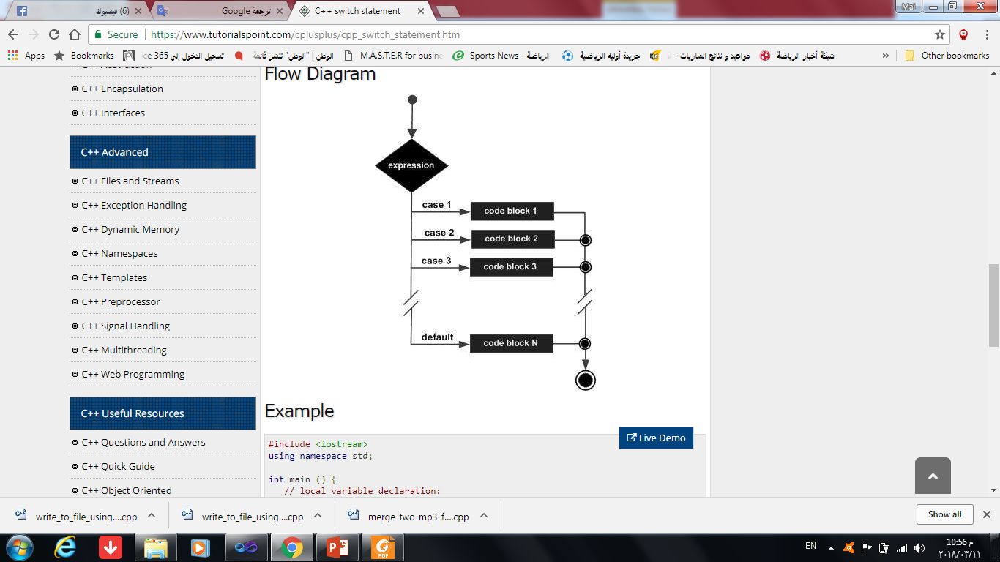 (6) فيسبوك
ترجمة Google
C++ switch statement
Mai
Secure
https://www.tutorialspoint.com/cplusplus/cpp_switch_statement.htm
Apps
Bookmarks
تسجيل الدخول إلى 365 ce
الوطن | "الوطن" تنشر قائمة
M.A.S.T.E.R for busine
Sports News - الرياضة
جريدة أوليه الرياضية
مواعيد و نتائج المباريات -
شبكة أخبار الرياضة
»
Other bookmarks
C++ Abstraction
C++ Encapsulation
C++ Interfaces
C++ Advanced
C++ Files and Streams
C++ Exception Handling
C++ Dynamic Memory
C++ Namespaces
C++ Templates
C++ Preprocessor
C++ Signal Handling
C++ Multithreading
C++ Web Programming
C++ Useful Resources
C++ Questions and Answers
C++ Quick Guide
C++ Object Oriented
Flow Diagram
expression
case 1
code block 1
case 2
code block 2
case 3
code block 3
default
code block N
Example
Live Demo
#include <iostream>
using namespace std;
int main () {
// local variable declaration:
write_to_file_using....cpp
write_to_file_using....cpp
merge-two-mp3-f....cpp
Show all
PDF
EN
10:56 م
٢٠١٨/٠٣/١١